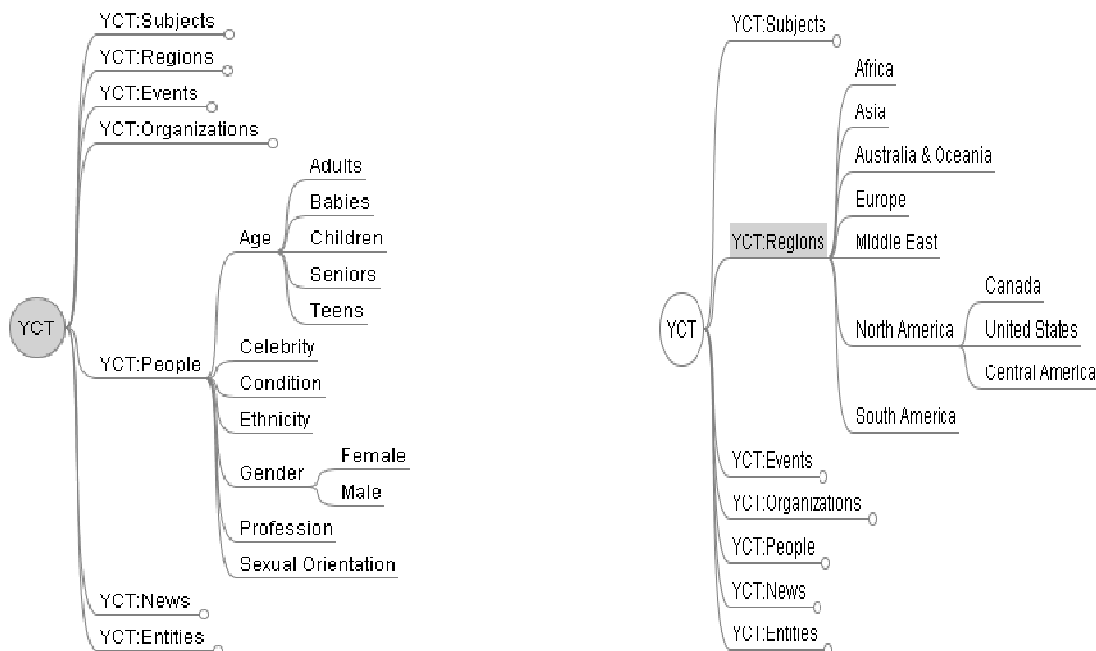 YCT:Subjects
YCT:Regions
YCT:Events
YCT:Organizations
Adults
Babies
Age
Children
Seniors
Teens
YCT
YCT:People
Celebrity
Condition
Ethnicity
Female
Gender
Male
Profession
Sexual Orientation
YCT:News
YCT:Entities
YCT:Subjects
Africa
Asia
Australia & Oceania
Europe
YCT:Regions
Middle East
Canada
YCT
North America
United States
Central America
South America
YCT:Events
YCT:Organizations
YCT:People
YCT:News
YCT:Entities